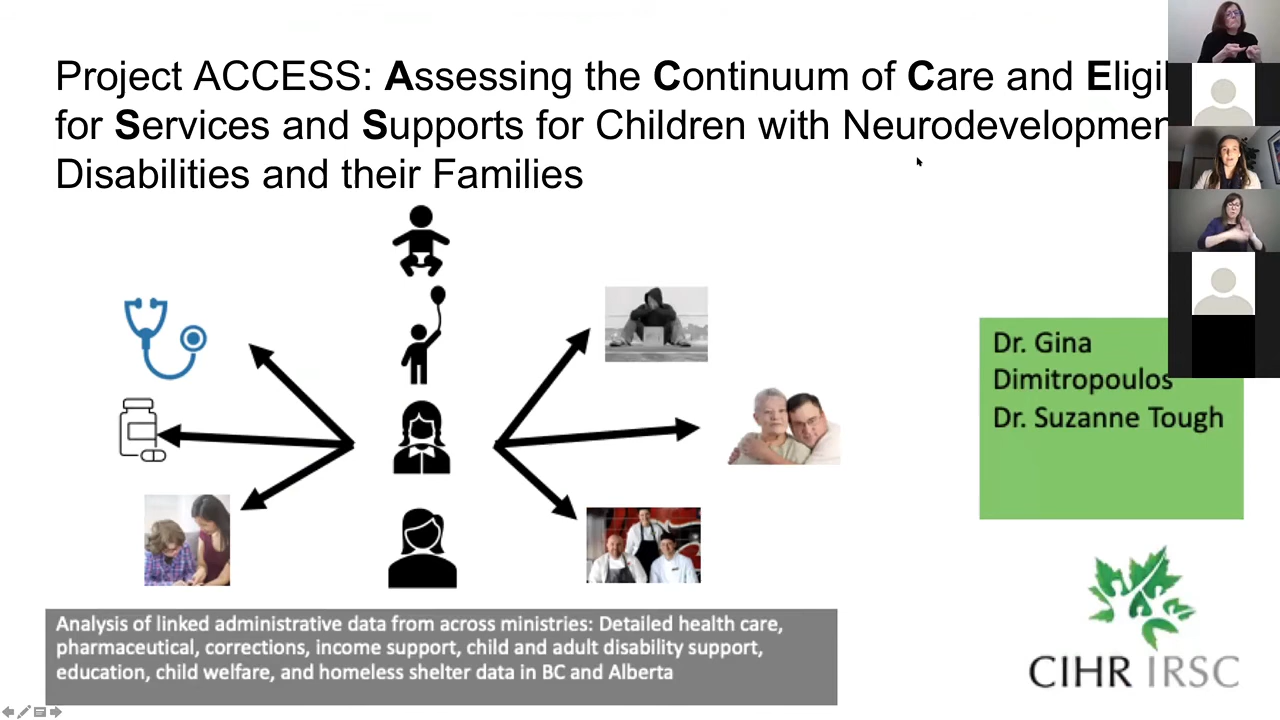 Project ACCESS: Assessing the Continuum of Care and Eligi
for Services and Supports for Children with Neurodevelopmen
Disabilities and their Families
Dr. Gina
Dimitropoulos
Dr. Suzanne Tough
Analysis of linked administrative data from across ministries: Detailed health care,
pharmaceutical, corrections, income support, child and adult disability support,
education, child welfare, and homeless shelter data in BC and Alberta
CIHR IRSC